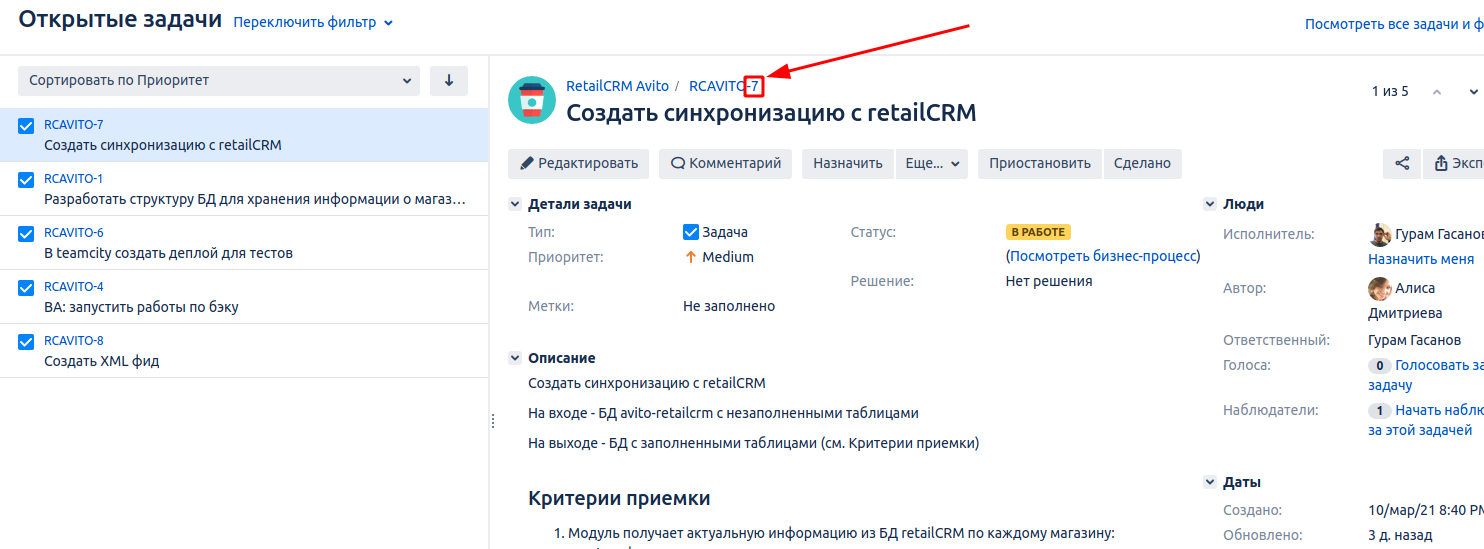 Открытые задачи Переключить фильтр
Посмотреть все задачи и ф
Сортировать по Приоритет
RCAVITO-7
Создать синхронизацию с retailCRM
RCAVITO-1
Разработать структуру БД для хранения информации о магаз...
RCAVITO-6
В teamcity создать деплой для тестов
RCAVITO-4
BA: запустить работы по бэку
RCAVITO-8
Создать XML фид
RetailCRM Avito / RCAVITO-7
1 из 5
Создать синхронизацию с retailCRM
Редактировать Комментарий Назначить Еще... Приостановить Сделано Экспо
Детали задачи
Тип: Задача
Статус: В РАБОТЕ
Приоритет: Medium
(Посмотреть бизнес-процесс)
Решение: Нет решения
Метки: Не заполнено
Описание
Создать синхронизацию с retailCRM
На входе - БД avito-retailcrm с незаполненными таблицами
На выходе - БД с заполненными таблицами (см. Критерии приемки)
Критерии приемки
1. Модуль получает актуальную информацию из БД retailCRM по каждому магазину:
Люди
Исполнитель: Гурам Гасанов
Назначить меня
Автор: Алиса
Дмитриева
Ответственный: Гурам Гасанов
Голоса: 0 Голосовать за
задачу
Наблюдатели: 1 Начать наблю
за этой задачей
Даты
Создано: 10/мар/21 8:40 PM
Обновлено: 3 д. назад